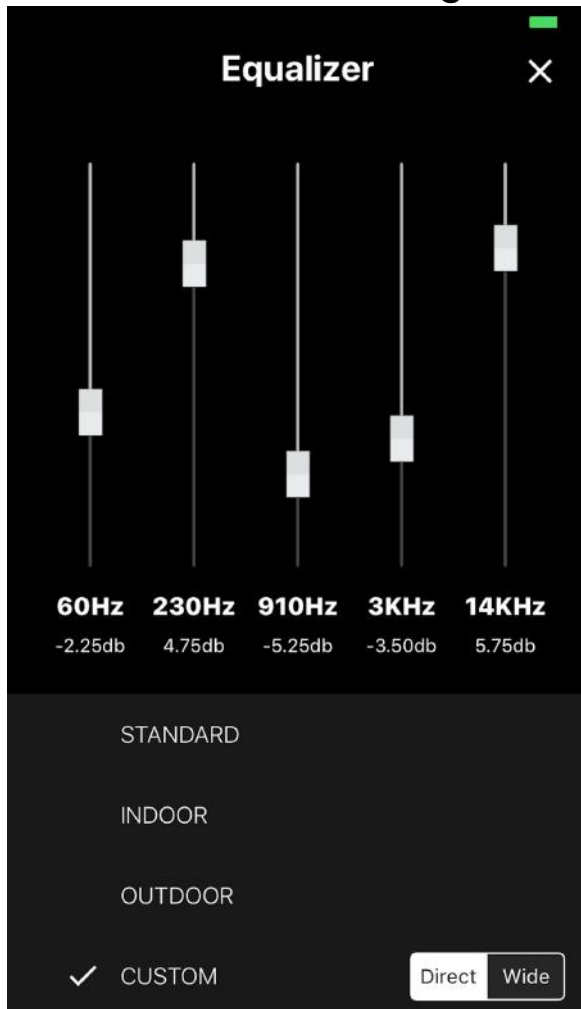 Equalizer
60Hz 230Hz 910Hz 3KHz 14KHz
-2.25db 4.75db -5.25db -3.50db 5.75db
STANDARD
INDOOR
OUTDOOR
CUSTOM Direct Wide